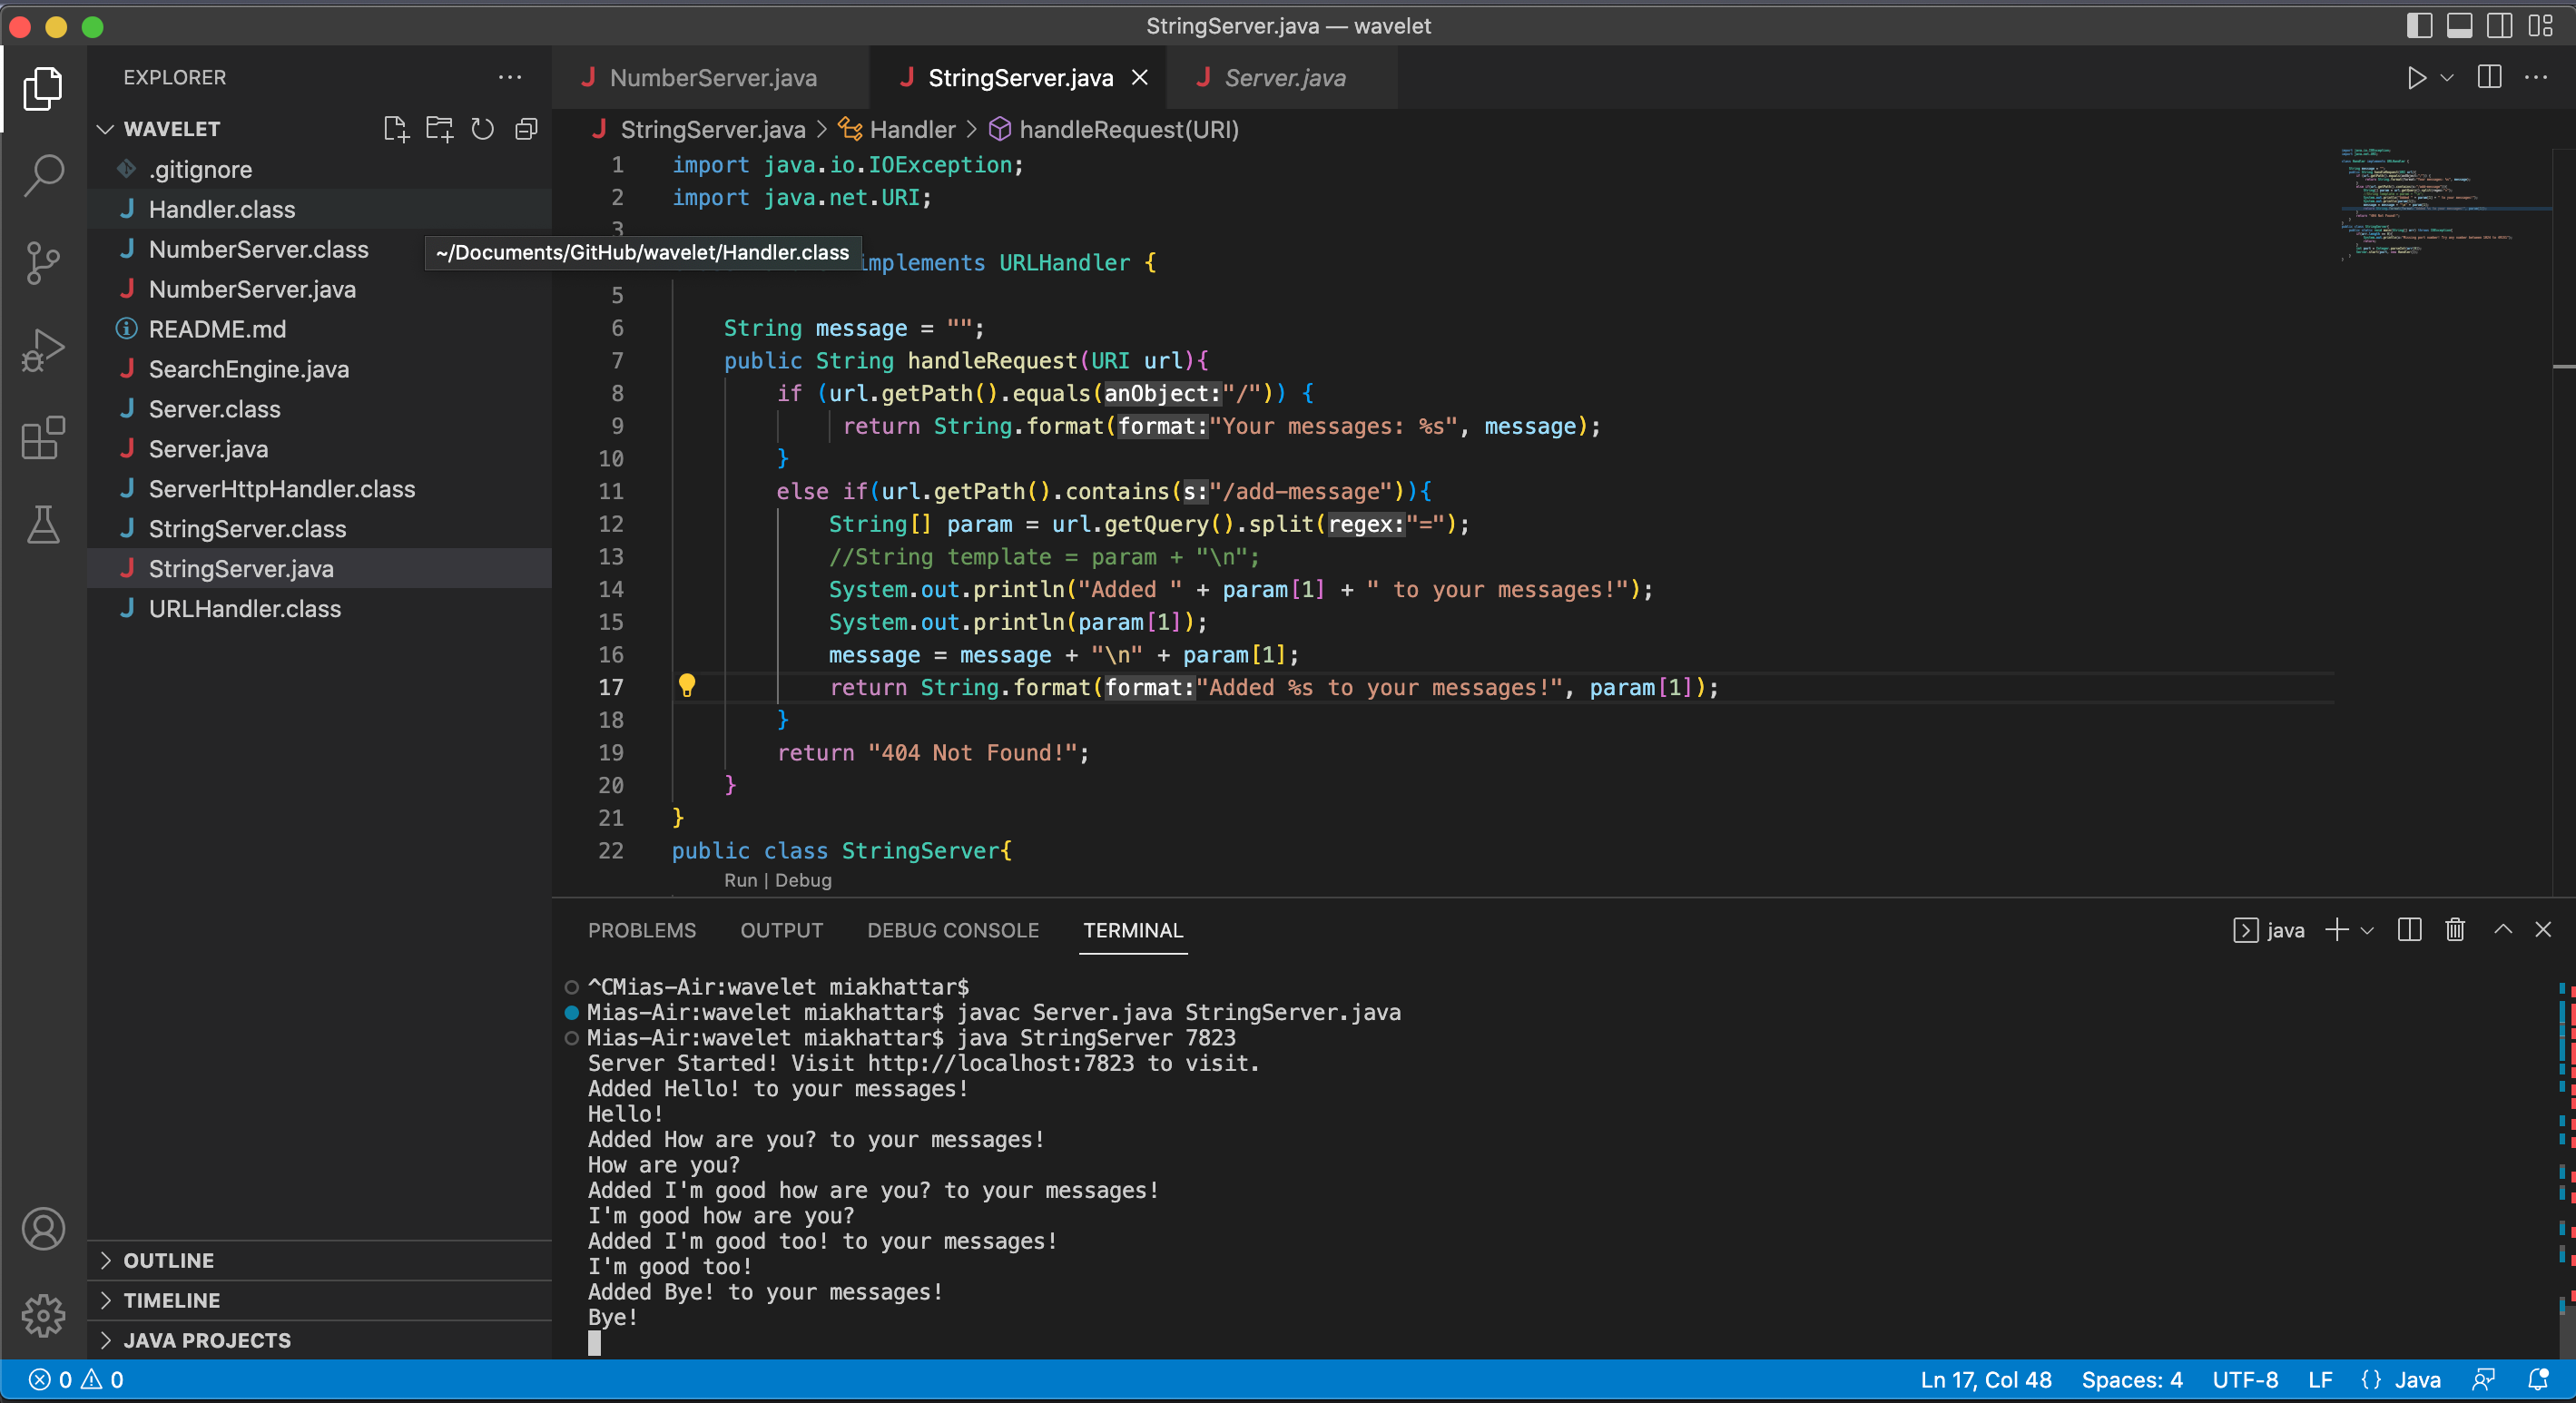 StringServer.java — wavelet
EXPLORER
WAVELET
.gitignore
Handler.class
NumberServer.class
NumberServer.java
README.md
SearchEngine.java
Server.class
Server.java
ServerHttpHandler.class
StringServer.class
StringServer.java
URLHandler.class
OUTLINE
TIMELINE
JAVA PROJECTS
NumberServer.java
StringServer.java
Server.java
StringServer.java > Handler > handleRequest(URI)
1 import java.io.IOException;
2 import java.net.URI;
3
~/Documents/GitHub/wavelet/Handler.class
implements URLHandler {
5
6 String message = "";
7 public String handleRequest(URI url){
8 if (url.getPath().equals(anObject:"/")) {
9 return String.format(format:"Your messages: %s", message);
10 }
11 else if(url.getPath().contains(s:"/add-message")){
12 String[] param = url.getQuery().split(regex:"=");
13 //String template = param + "\n";
14 System.out.println("Added " + param[1] + " to your messages!");
15 System.out.println(param[1]);
16 message = message + "\n" + param[1];
17 return String.format(format:"Added %s to your messages!", param[1]);
18 }
19 return "404 Not Found!";
20 }
21 }
22 public class StringServer{
Run | Debug
PROBLEMS OUTPUT DEBUG CONSOLE TERMINAL
java
^CMias-Air:wavelet miakhattar$
Mias-Air:wavelet miakhattar$ javac Server.java StringServer.java
Mias-Air:wavelet miakhattar$ java StringServer 7823
Server Started! Visit http://localhost:7823 to visit.
Added Hello! to your messages!
Hello!
Added How are you? to your messages!
How are you?
Added I'm good how are you? to your messages!
I'm good how are you?
Added I'm good too! to your messages!
I'm good too!
Added Bye! to your messages!
Bye!
0 0
Ln 17, Col 48 Spaces: 4 UTF-8 LF {} Java